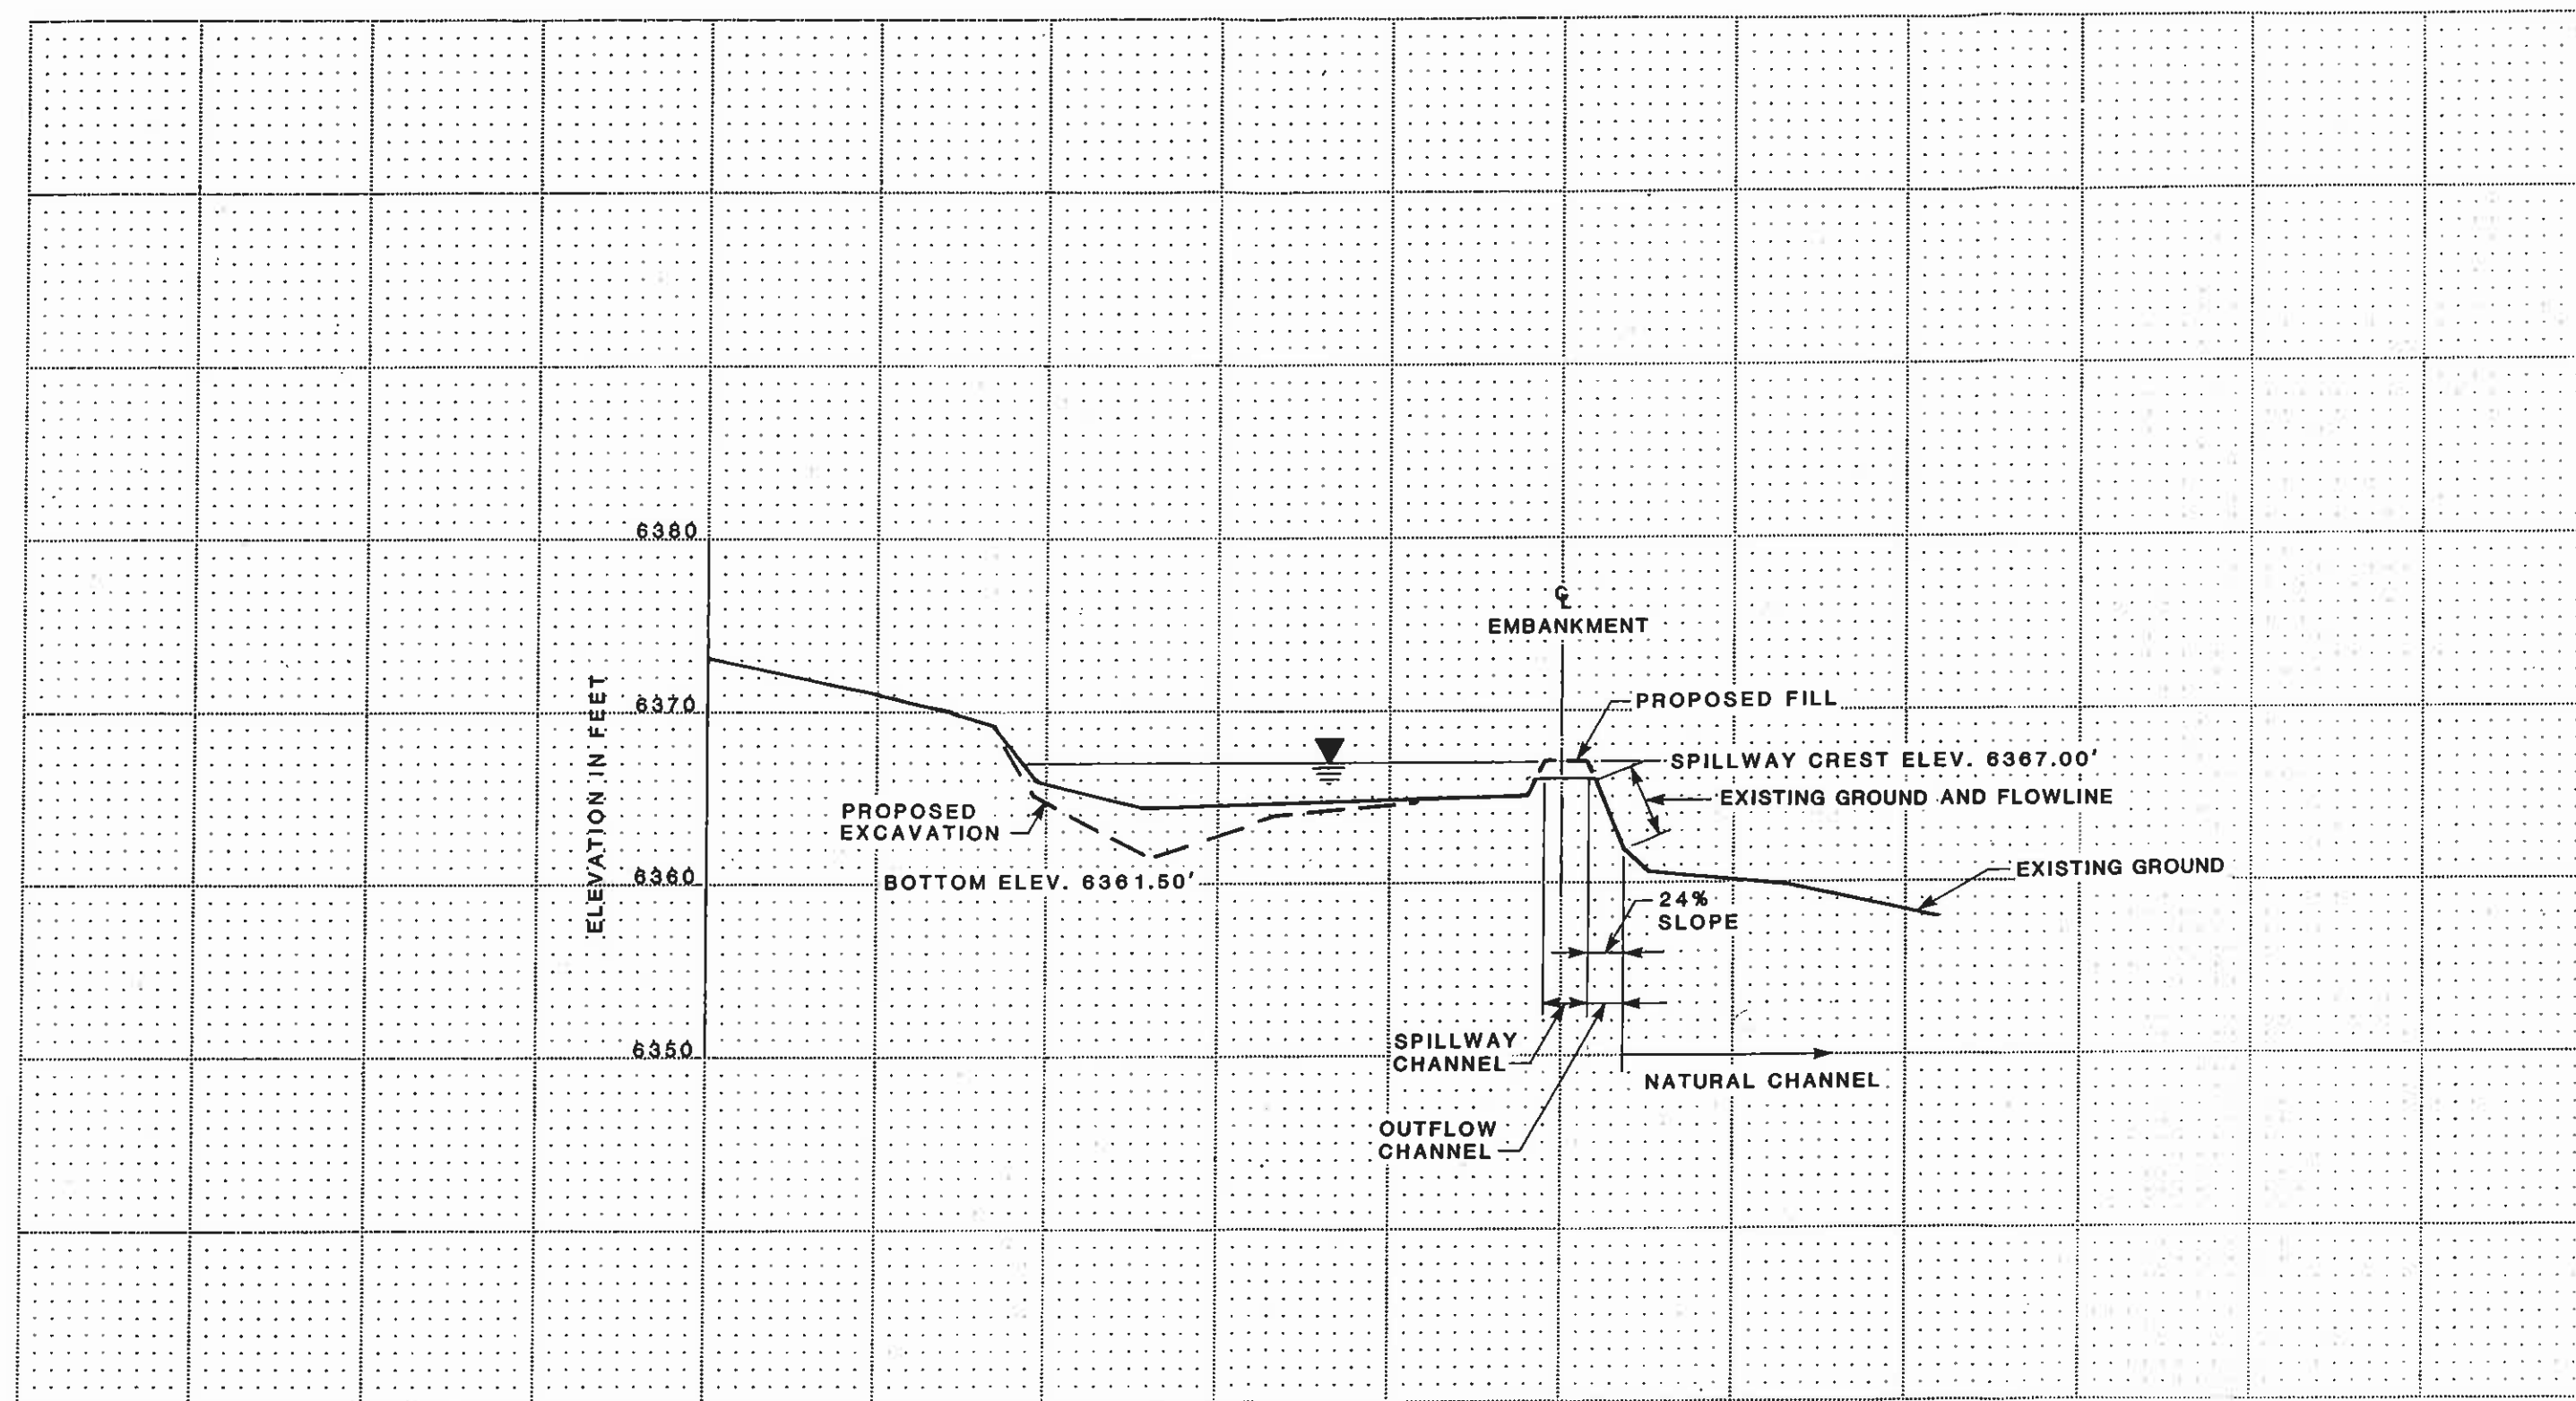 6380
℄
EMBANKMENT
6370
PROPOSED FILL
SPILLWAY CREST ELEV. 6367.00'
EXISTING GROUND AND FLOWLINE
ELEVATION IN FEET
PROPOSED
EXCAVATION
6360
BOTTOM ELEV. 6361.50'
EXISTING GROUND
24%
SLOPE
6350
SPILLWAY
CHANNEL
NATURAL CHANNEL
OUTFLOW
CHANNEL